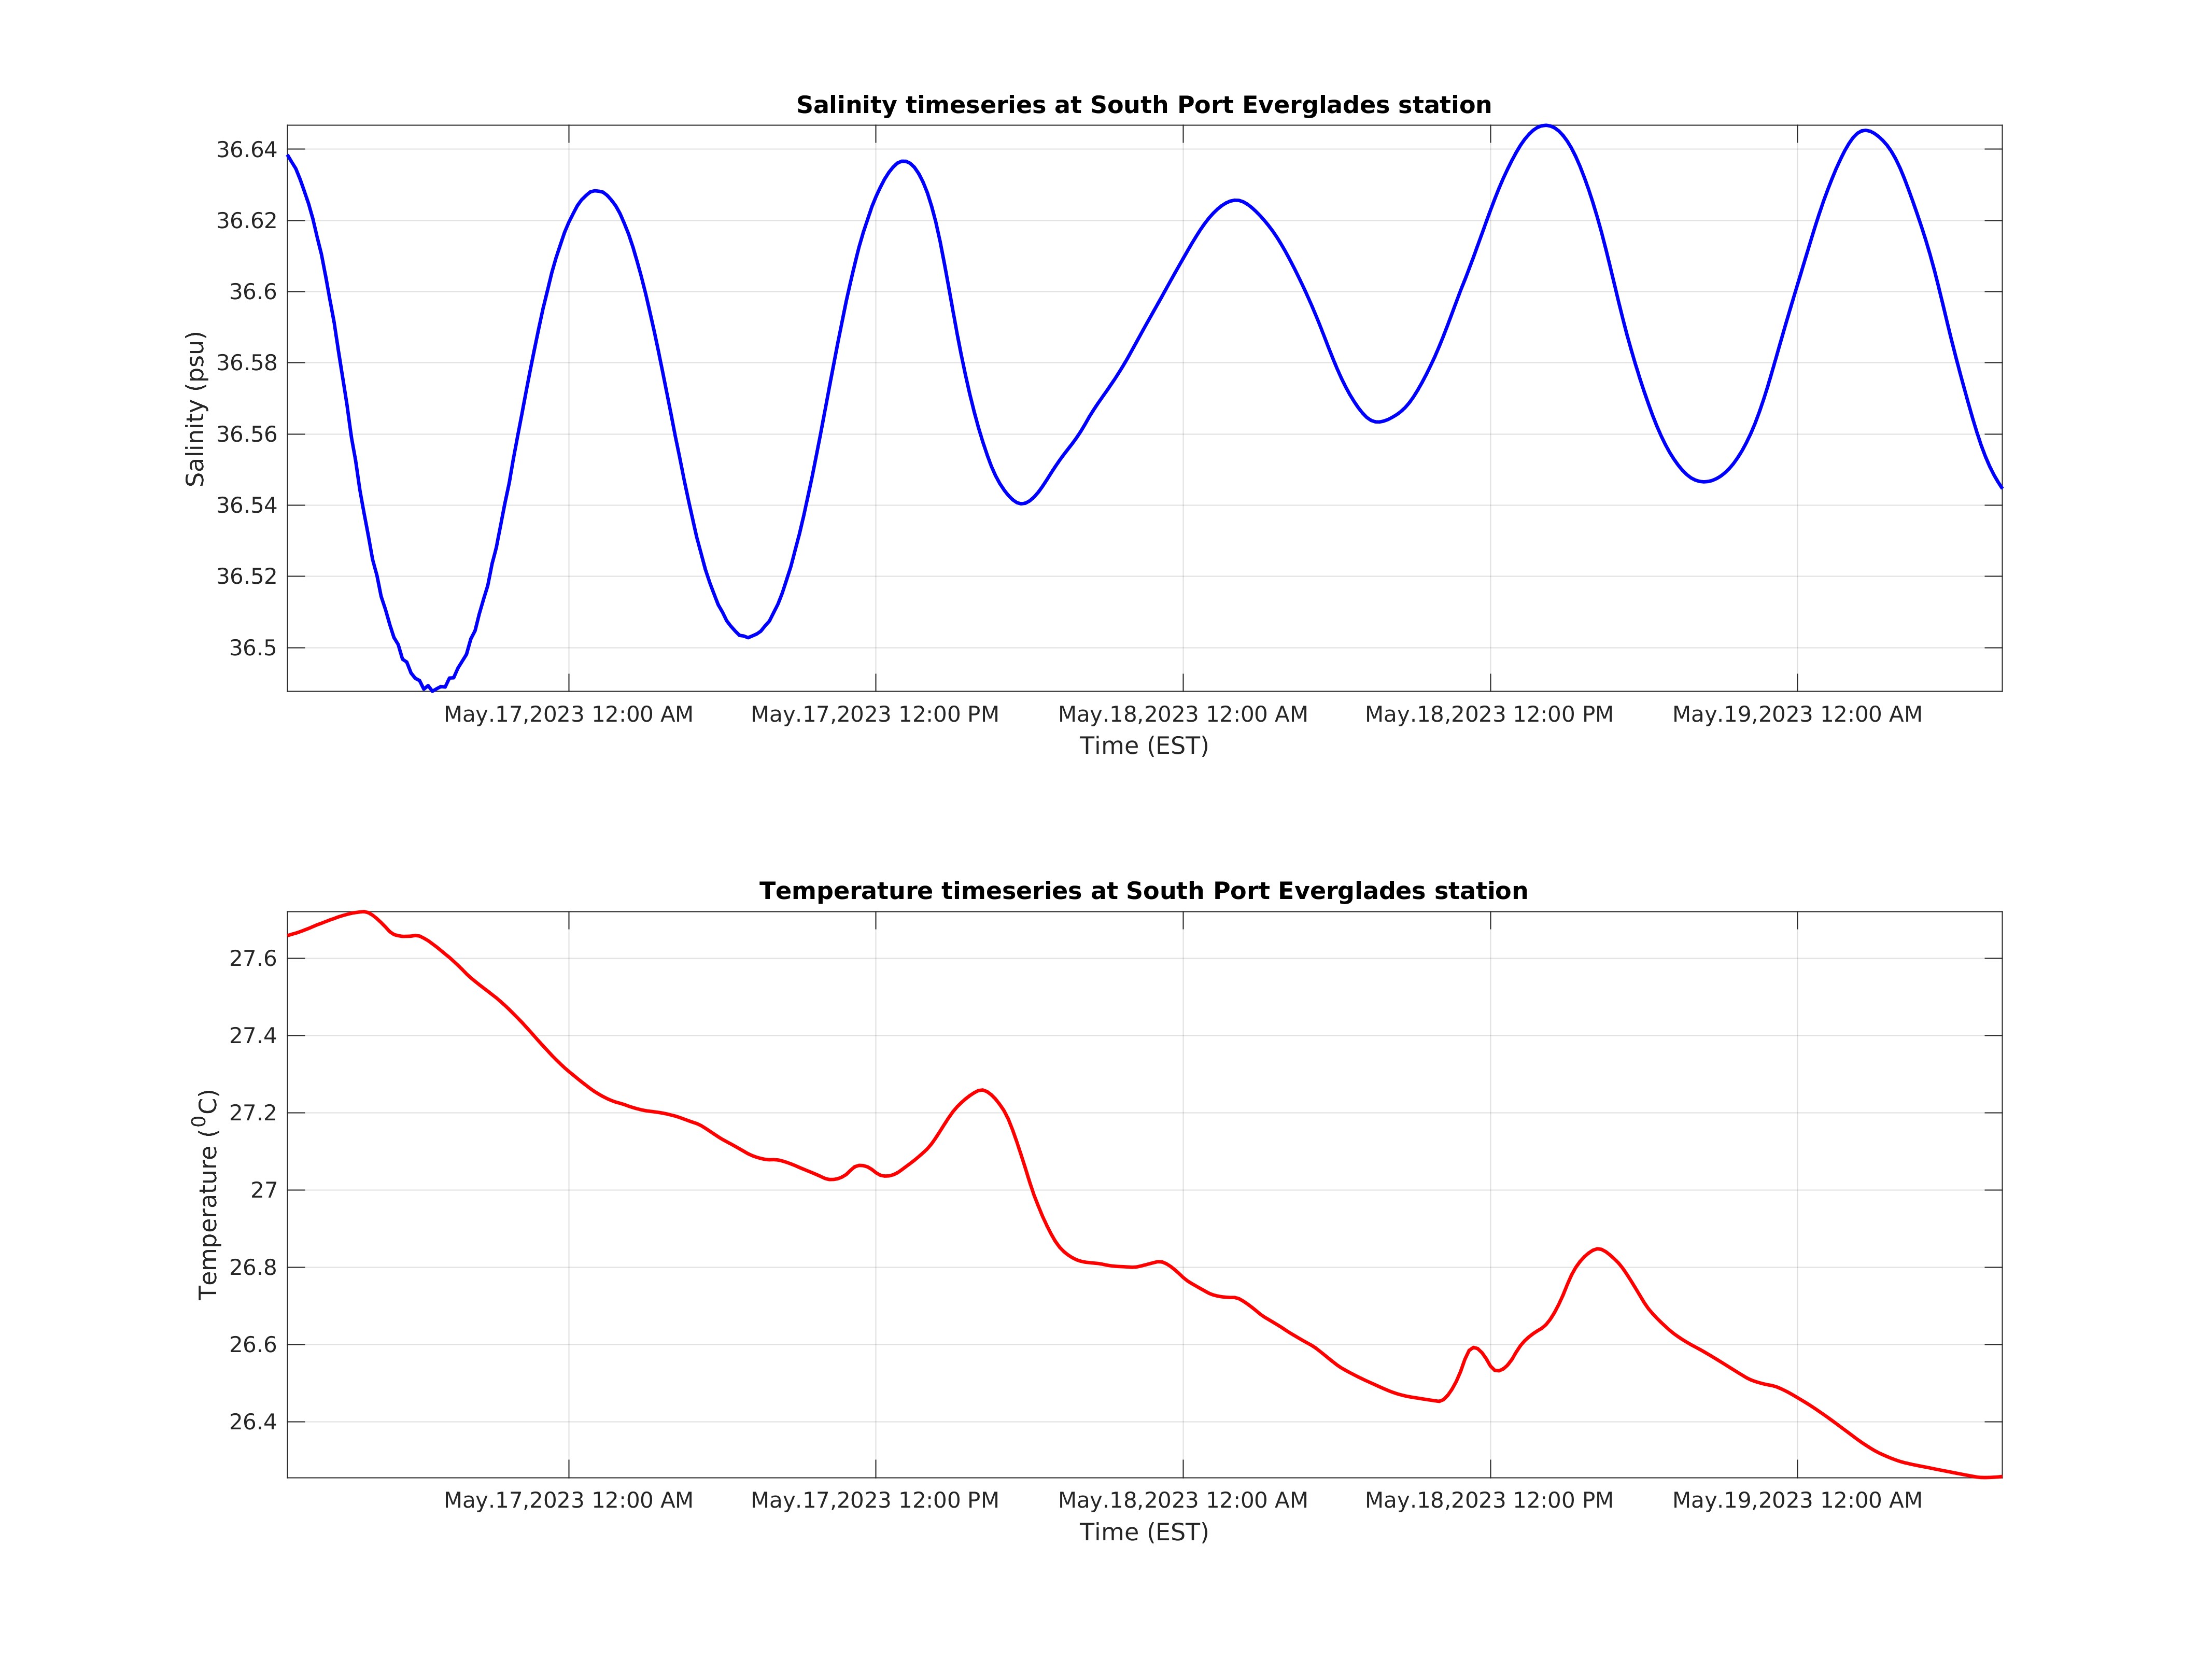 Salinity timeseries at South Port Everglades station
36.64
36.62
36.6
36.58
36.56
36.54
36.52
36.5
Salinity (psu)
May.17,2023 12:00 AM May.17,2023 12:00 PM May.18,2023 12:00 AM May.18,2023 12:00 PM May.19,2023 12:00 AM
Time (EST)
Temperature timeseries at South Port Everglades station
27.6
27.4
27.2
27
26.8
26.6
26.4
Temperature (⁰C)
May.17,2023 12:00 AM May.17,2023 12:00 PM May.18,2023 12:00 AM May.18,2023 12:00 PM May.19,2023 12:00 AM
Time (EST)